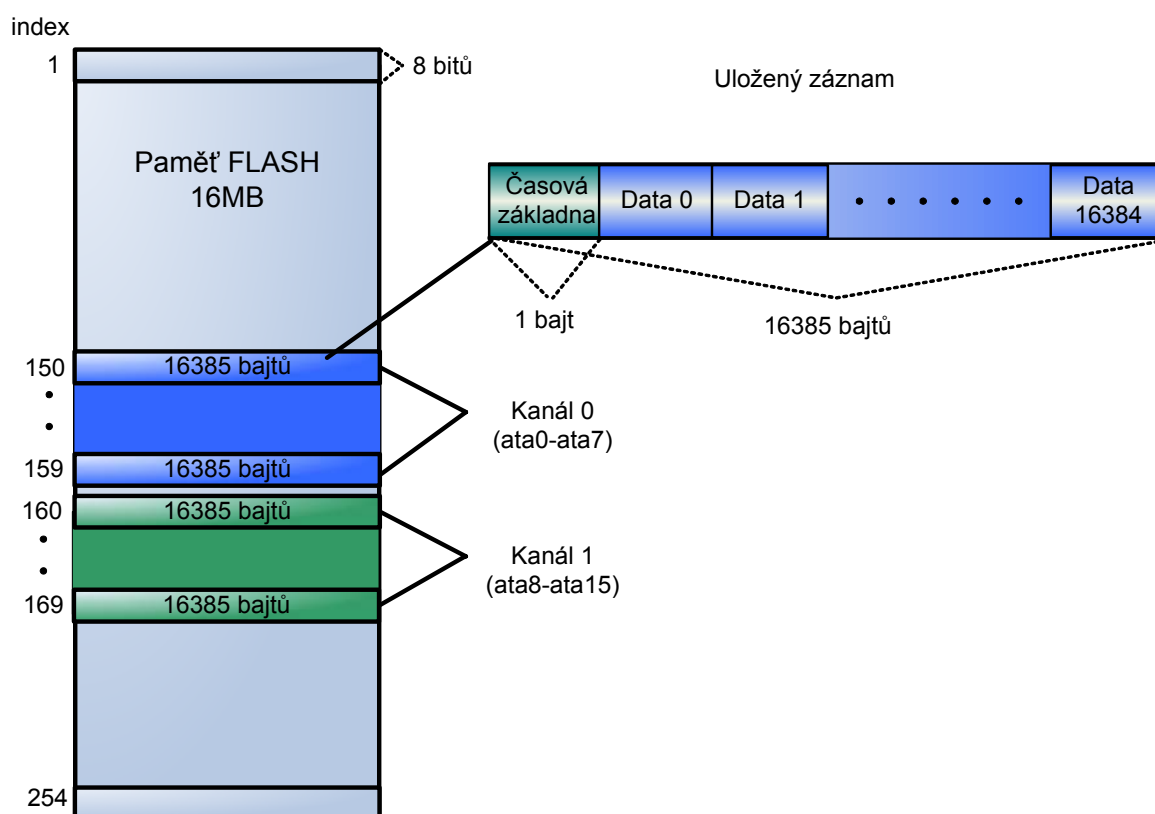 index
1
8 bitů
Uložený záznam
Paměť FLASH
16MB
Časová
základna
Data 0
Data 1
Data
16384
1 bajt
16385 bajtů
150
16385 bajtů
Kanál 0
(ata0-ata7)
159
16385 bajtů
160
16385 bajtů
Kanál 1
(ata8-ata15)
169
16385 bajtů
254